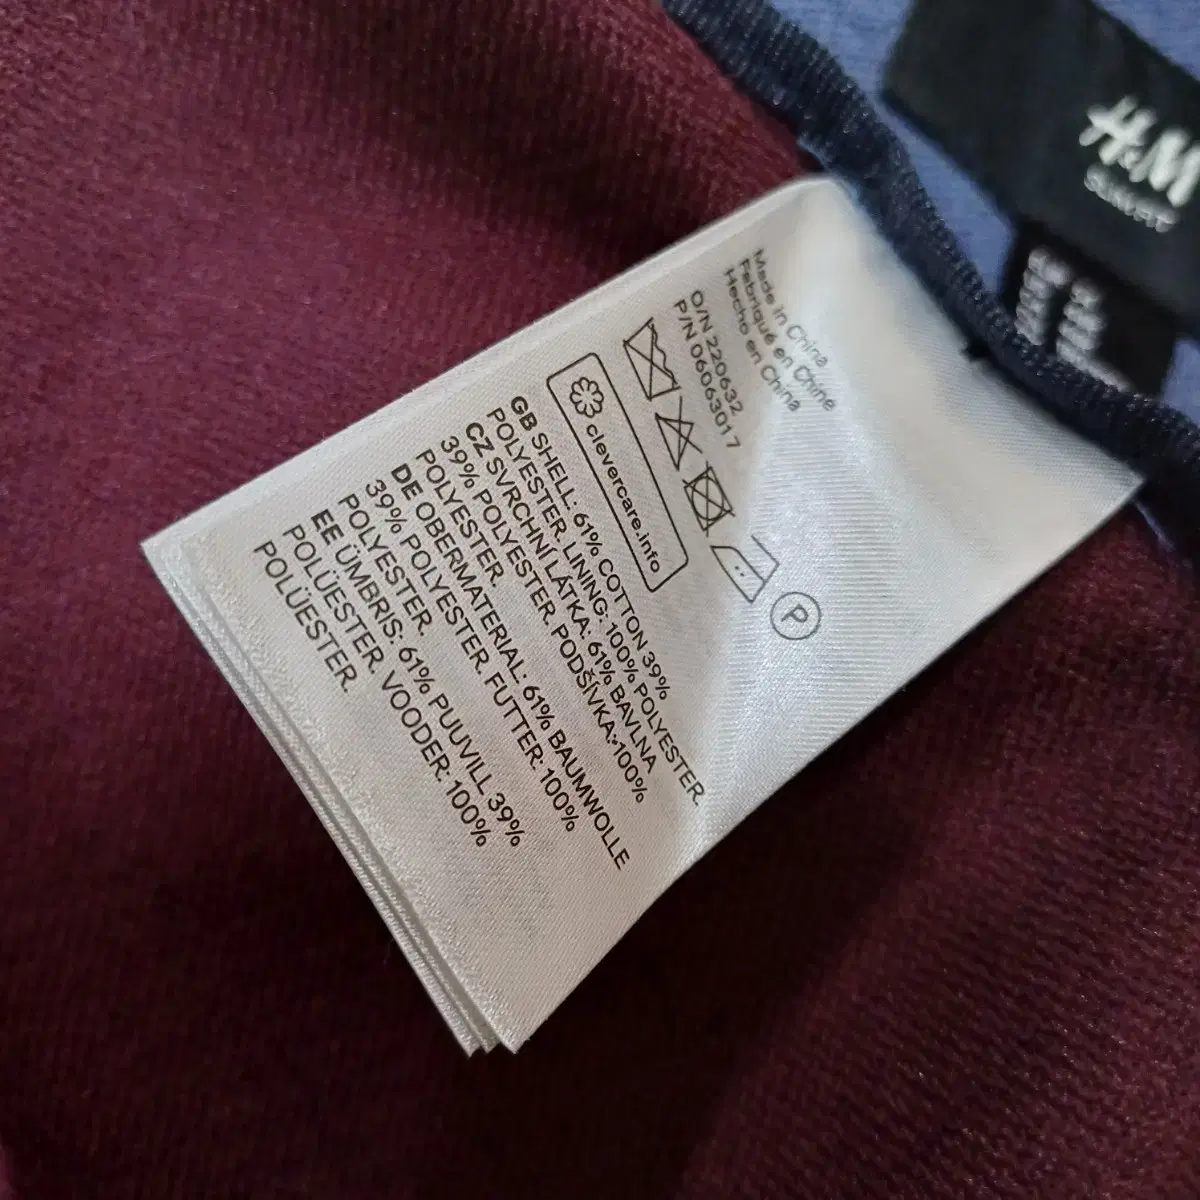 H&M
SLIM FIT
Made in China
Fabriqué en Chine
Hecho en China
O/N 220632
P/N 06063017
P
clevercare.info
GB SHELL: 61% COTTON 39%
POLYESTER. LINING: 100% POLYESTER.
CZ SVRCHNÍ LÁTKA: 61% BAVLNA
39% POLYESTER. PODŠÍVKA: 100%
POLYESTER.
DE OBERMATERIAL: 61% BAUMWOLLE
39% POLYESTER. FUTTER: 100%
POLYESTER.
EE ÜMBRIS: 61% PUUVILL 39%
POLÜESTER. VOODER: 100%
POLÜESTER.